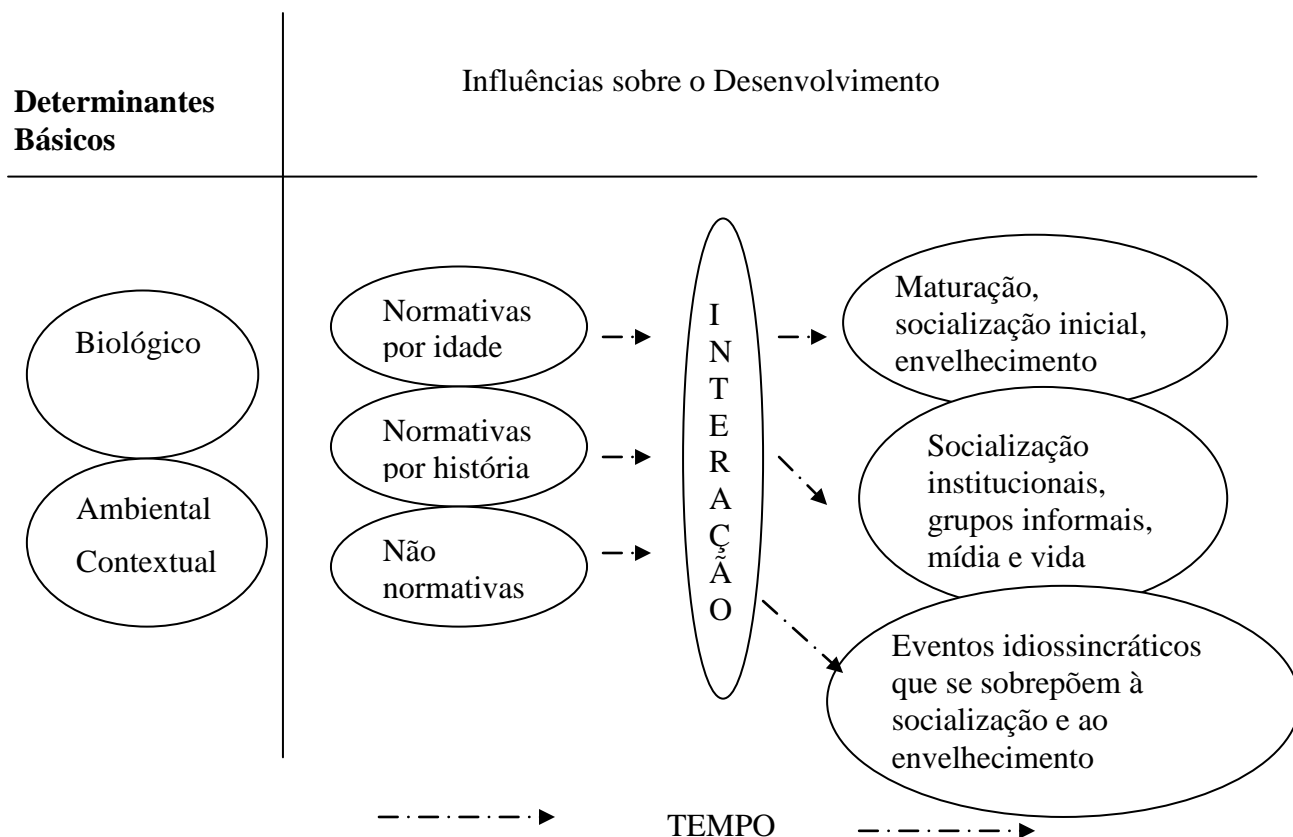 Influências sobre o Desenvolvimento
Determinantes
Básicos
Biológico
Ambiental
Contextual
Normativas
por idade
Normativas
por história
Não
normativas
INTERAÇÃO
Maturação,
socialização inicial,
envelhecimento
Socialização
institucionais,
grupos informais,
mídia e vida
Eventos idiossincráticos
que se sobrepõem à
socialização e ao
envelhecimento
TEMPO